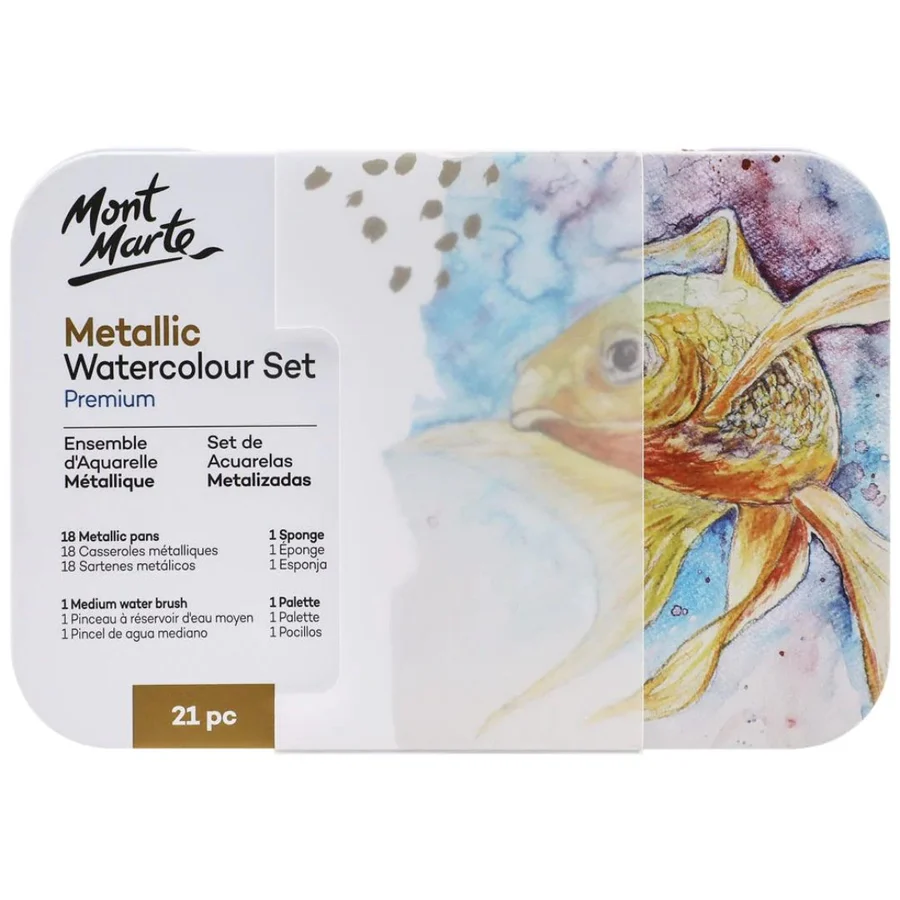 Mont
Marte
Metallic
Watercolour Set
Premium
Ensemble
d'Aquarelle
Métallique
Set de
Acuarelas
Metalizadas
18 Metallic pans
18 Casseroles métalliques
18 Sartenes metálicos
1 Sponge
1 Éponge
1 Esponja
1 Medium water brush
1 Pinceau à réservoir d'eau moyen
1 Pincel de agua mediano
1 Palette
1 Palette
1 Pocillos
21 pc